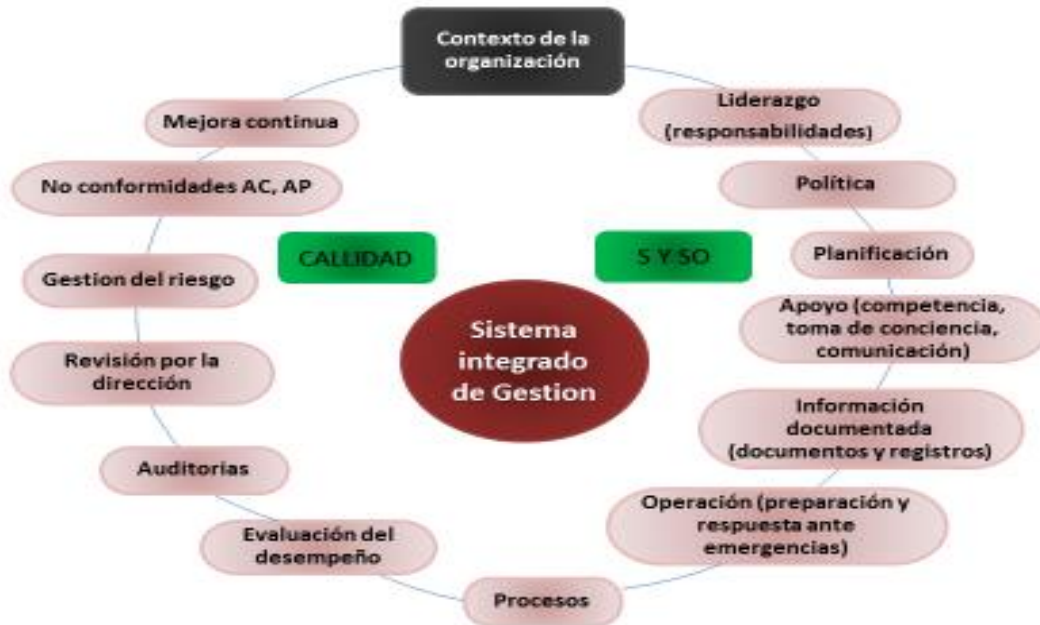 Contexto de la
organización
Liderazgo
(responsabilidades)
Política
Planificación
Apoyo (competencia,
toma de conciencia,
comunicación)
Información
documentada
(documentos y registros)
Operación (preparación y
respuesta ante
emergencias)
Procesos
Evaluación del
desempeño
Auditorias
Revisión por la
dirección
Gestion del riesgo
No conformidades AC, AP
Mejora continua
CALLIDAD
S Y SO
Sistema
integrado
de Gestion